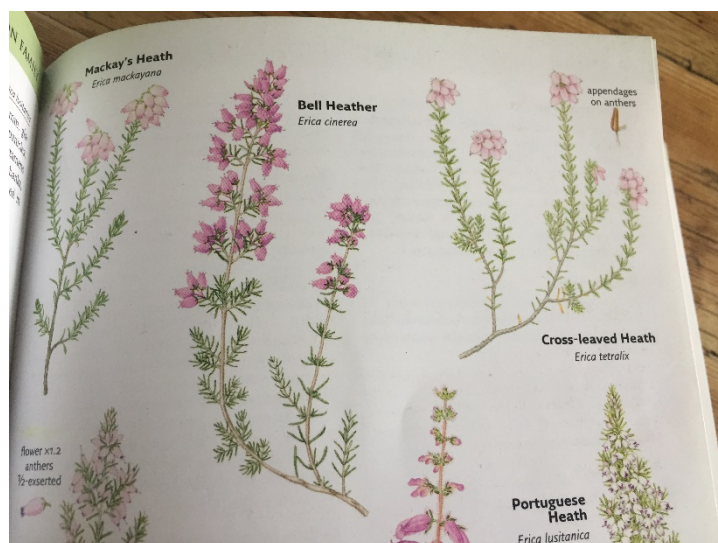 Mackay's Heath
Erica mackayana
Bell Heather
Erica cinerea
appendages
on anthers
Cross-leaved Heath
Erica tetralix
flower x1.2
anthers
½-exserted
Portuguese
Heath
Erica lusitanica